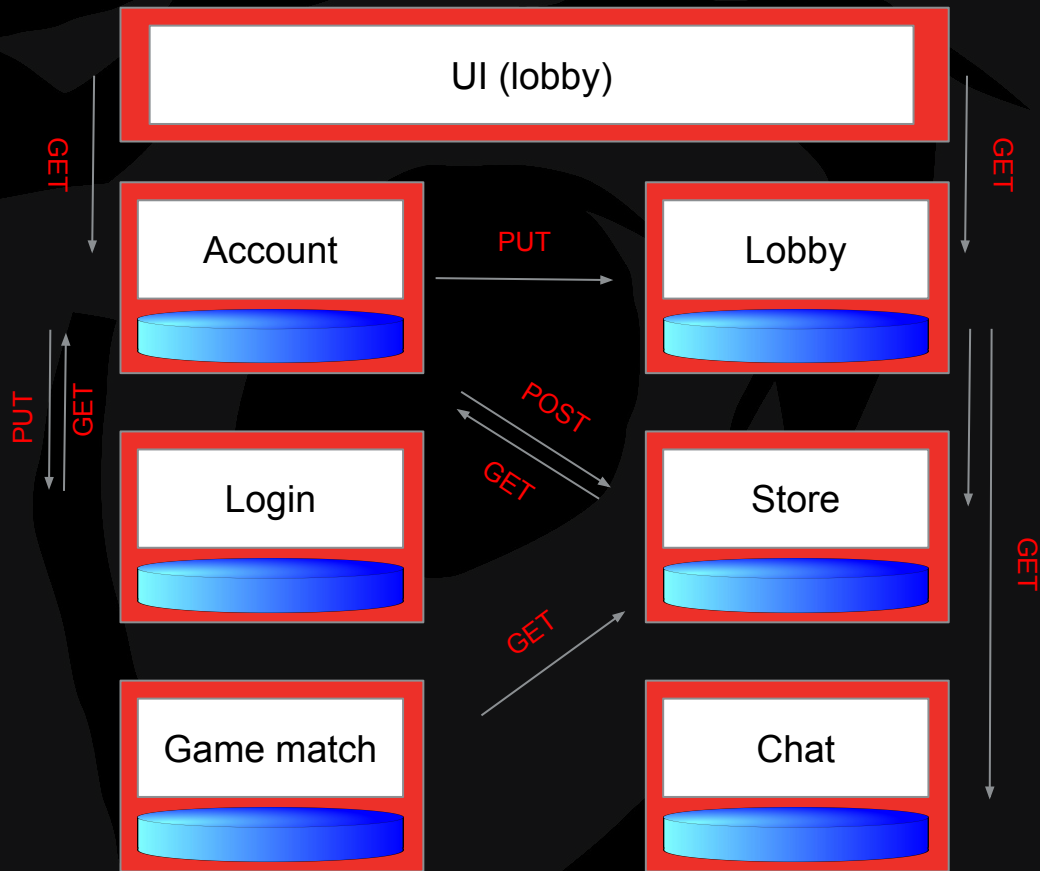 UI (lobby)
GET
GET
Account
PUT
Lobby
PUT
GET
POST
GET
Login
Store
GET
GET
Game match
Chat